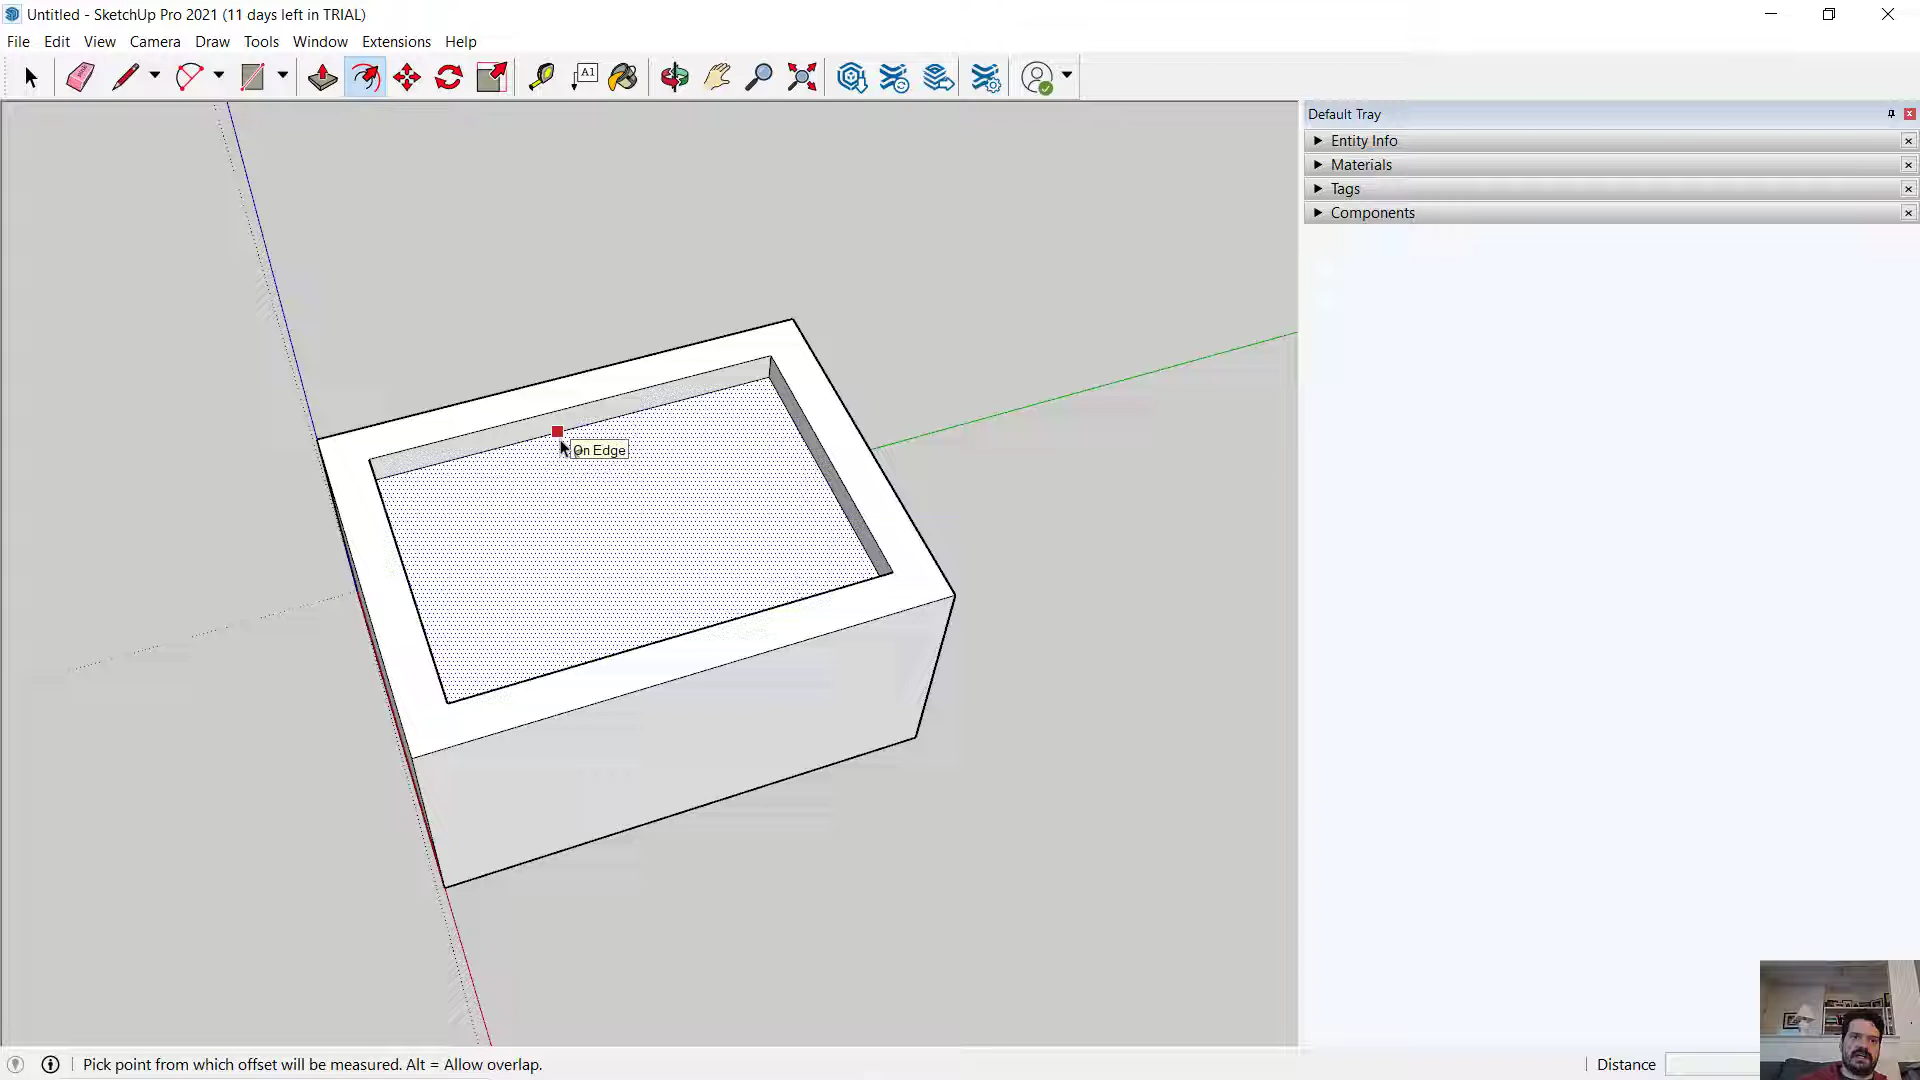 Untitled - SketchUp Pro 2021 (11 days left in TRIAL)
File Edit View Camera Draw Tools Window Extensions Help
A1
Default Tray
Entity Info
Materials
Tags
Components
On Edge
Pick point from which offset will be measured. Alt = Allow overlap.
Distance